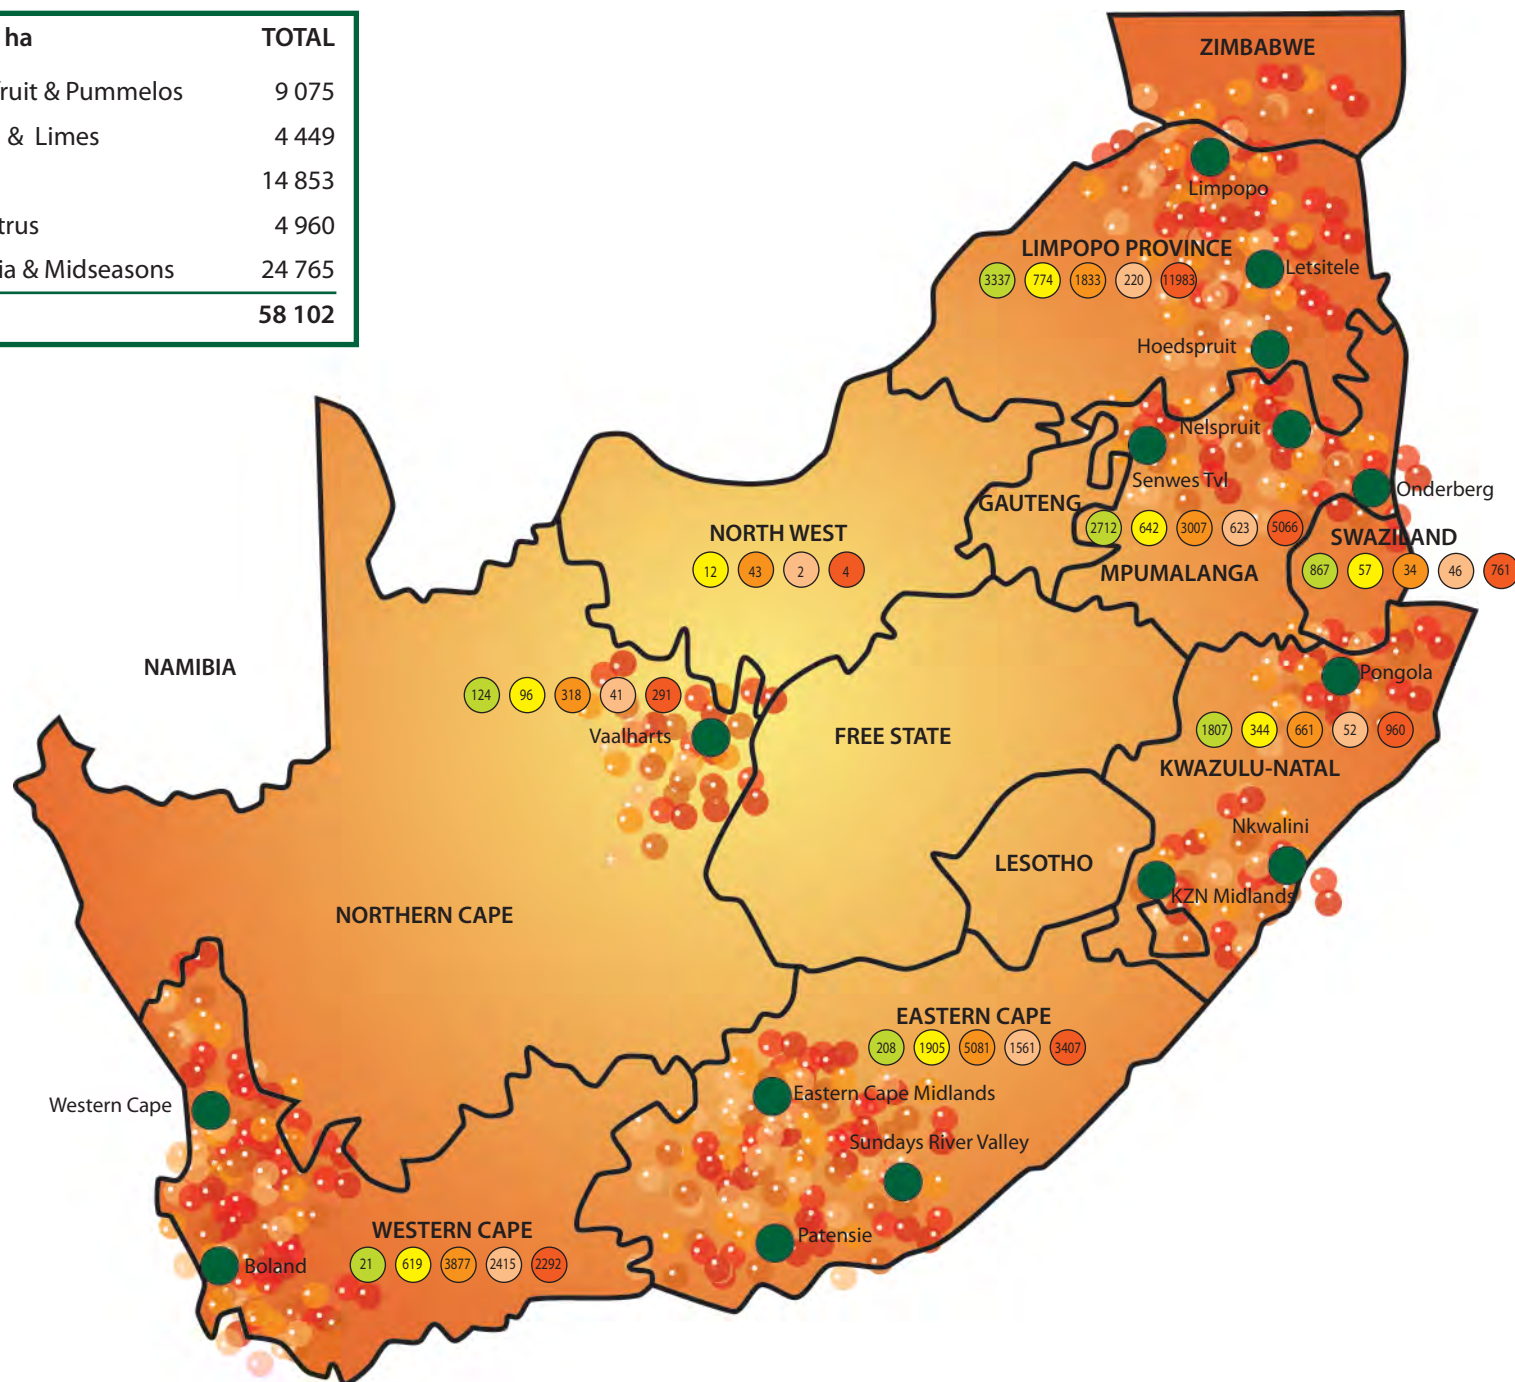 ha TOTAL
ruit & Pummelos 9 075
& Limes 4 449
14 853
trus 4 960
ia & Midseasons 24 765
58 102
ZIMBABWE
Limpopo
LIMPOPO PROVINCE
Letsitele
3337 774 1833 220 11983
Hoedspruit
Nelspruit
Senwes Tvl
Onderberg
GAUTENG
2712 642 3007 623 5066
NORTH WEST
SWAZILAND
12 43 2 4
MPUMALANGA
867 57 34 46 761
NAMIBIA
Pongola
124 96 318 41 291
Vaalharts
FREE STATE
1807 344 661 52 960
KWAZULU-NATAL
Nkwalini
LESOTHO
KZN Midlands
NORTHERN CAPE
EASTERN CAPE
208 1905 5081 1561 3407
Eastern Cape Midlands
Western Cape
Sundays River Valley
WESTERN CAPE
Patensie
Boland
21 619 3877 2415 2292